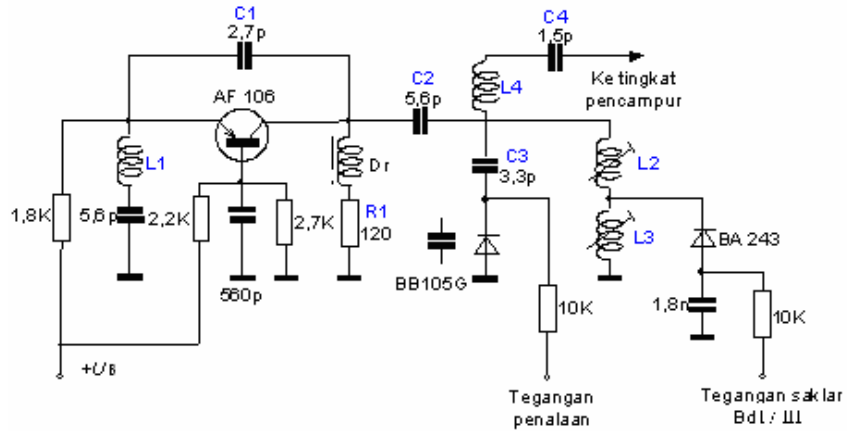 C1
2,7p
C4
1,5p
AF 106
C2
5,6p
L4
Ke tingkat
pencampur
L1
Dr
C3
3,3p
L2
1,8K
5,6p
2,2K
2,7K
R1
120
L3
BA 243
560p
BB105G
10K
1,8n
10K
+UB
Tegangan
penalaan
Tegangan saklar
Bd I / III